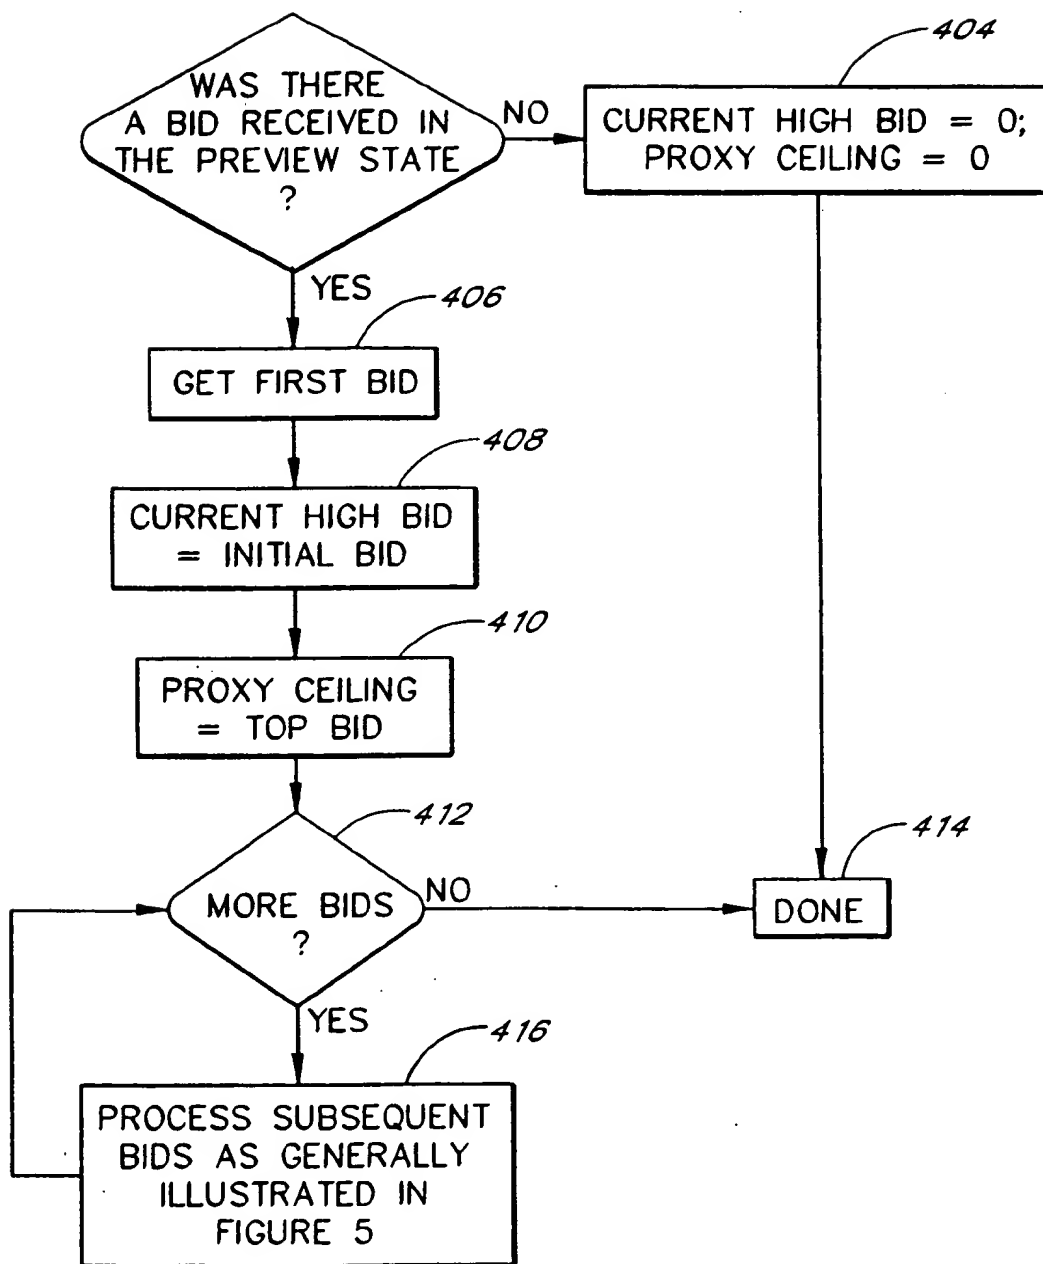 WAS THERE
A BID RECEIVED IN
THE PREVIEW STATE
?
NO
404
CURRENT HIGH BID = 0;
PROXY CEILING = 0
YES
406
GET FIRST BID
408
CURRENT HIGH BID
= INITIAL BID
410
PROXY CEILING
= TOP BID
412
MORE BIDS
?
NO
414
DONE
YES
416
PROCESS SUBSEQUENT
BIDS AS GENERALLY
ILLUSTRATED IN
FIGURE 5